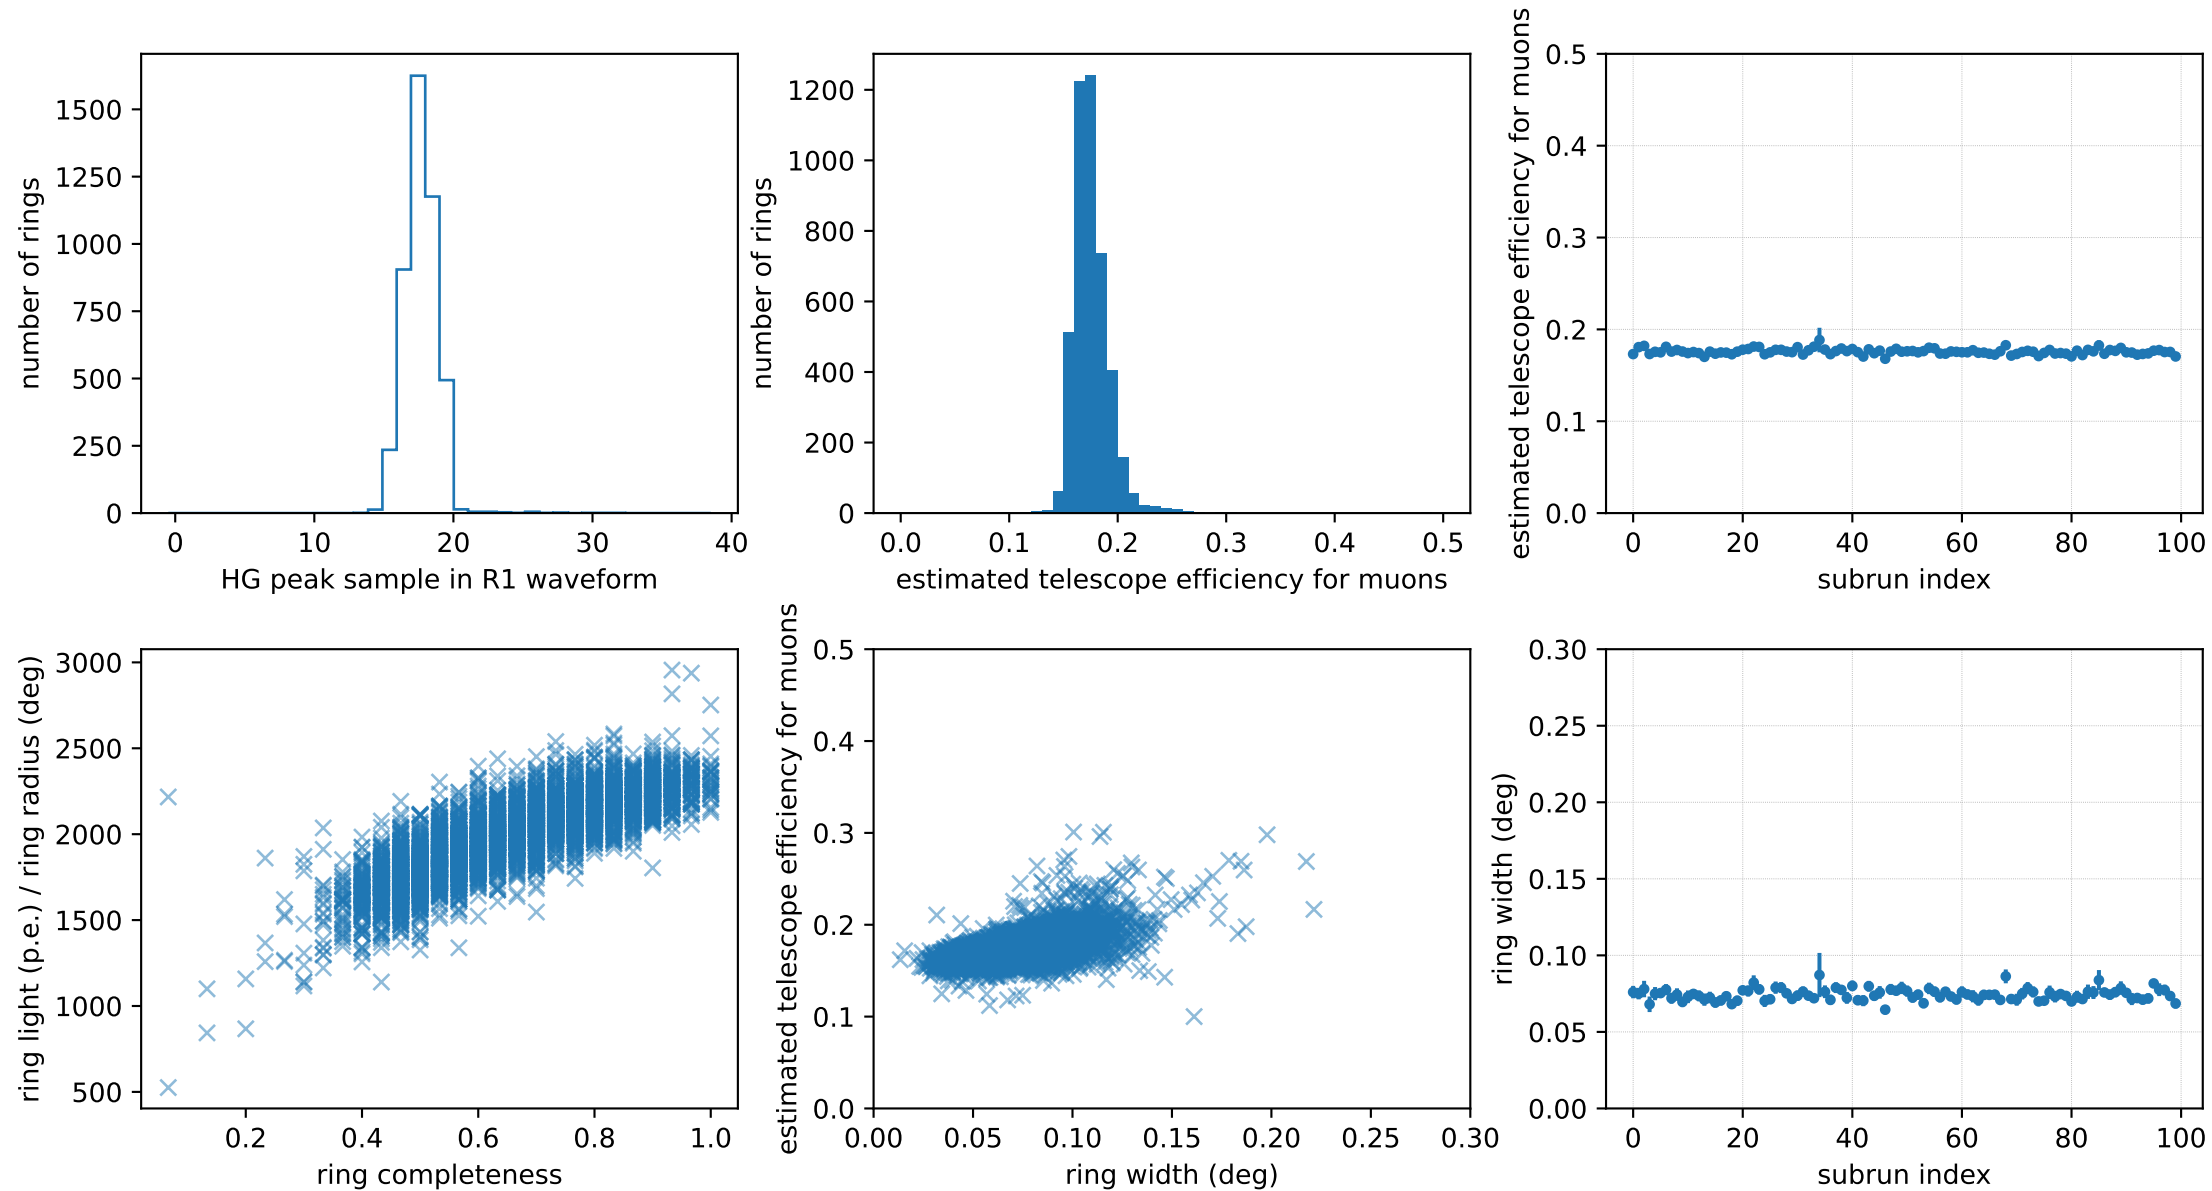 number of rings
1500
1250
1000
750
500
250
0
0 10 20 30 40
HG peak sample in R1 waveform
number of rings
1200
1000
800
600
400
200
0
0.0 0.1 0.2 0.3 0.4 0.5
estimated telescope efficiency for muons
estimated telescope efficiency for muons
0.5
0.4
0.3
0.2
0.1
0.0
0 20 40 60 80 100
subrun index
ring light (p.e.) / ring radius (deg)
3000
2500
2000
1500
1000
500
0.2 0.4 0.6 0.8 1.0
ring completeness
estimated telescope efficiency for muons
0.5
0.4
0.3
0.2
0.1
0.0
0.00 0.05 0.10 0.15 0.20 0.25 0.30
ring width (deg)
ring width (deg)
0.30
0.25
0.20
0.15
0.10
0.05
0.00
0 20 40 60 80 100
subrun index